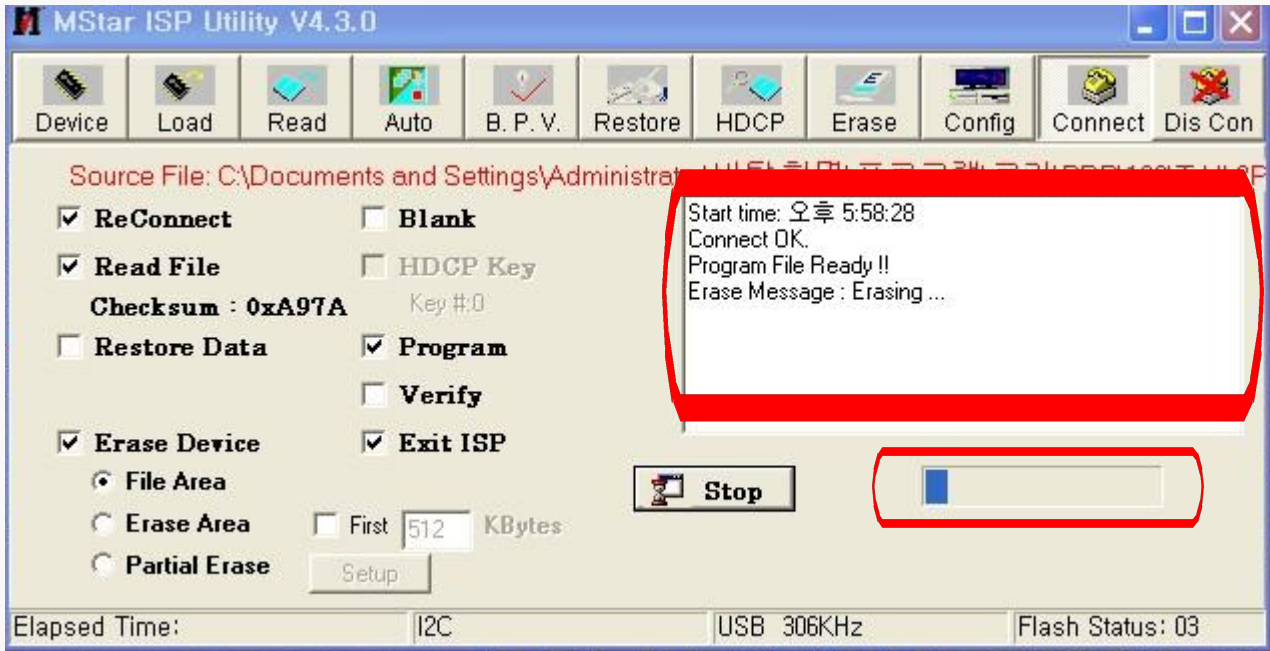 MStar ISP Utility V4.3.0
Device Load Read Auto B. P. V. Restore HDCP Erase Config Connect Dis Con
Source File: C:\Documents and Settings\Administrat
ReConnect Blank
Start time: 오후 5:58:28
Connect OK.
Read File HDCP Key
Program File Ready !!
Erase Message : Erasing ...
Checksum : 0xA97A Key #:0
Restore Data Program
Verify
Erase Device Exit ISP
File Area
Stop
Erase Area First 512 KBytes
Partial Erase Setup
Elapsed Time: I2C USB 306KHz Flash Status: 03